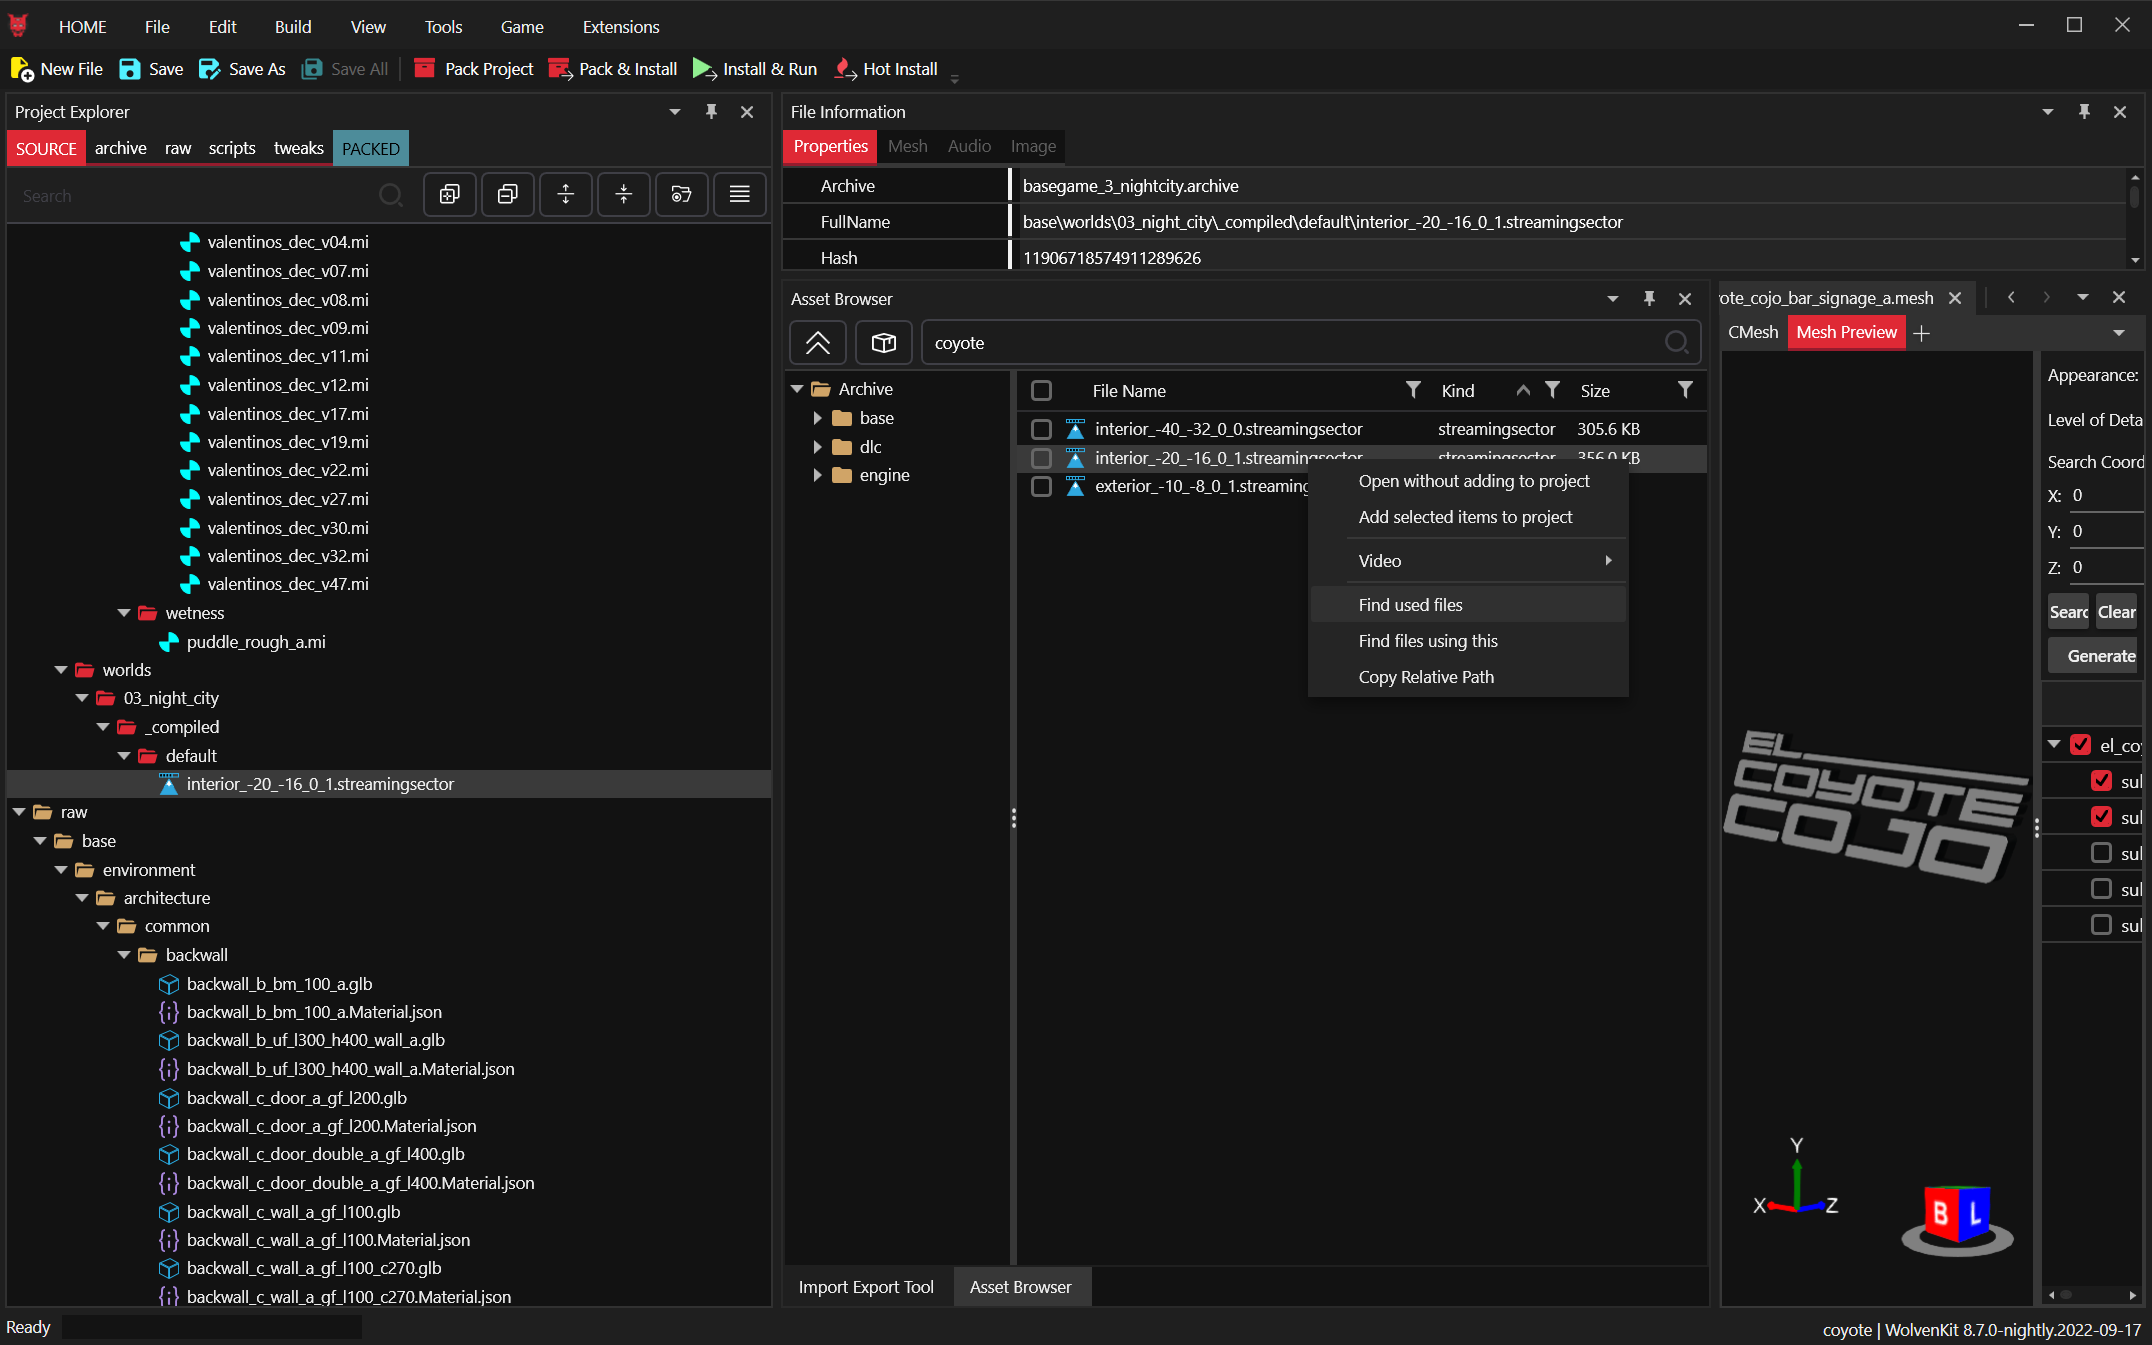 HOME File Edit Build View Tools Game Extensions
New File Save Save As Save All Pack Project Pack & Install Install & Run Hot Install
Project Explorer
SOURCE archive raw scripts tweaks PACKED
Search
valentinos_dec_v04.mi
valentinos_dec_v07.mi
valentinos_dec_v08.mi
valentinos_dec_v09.mi
valentinos_dec_v11.mi
valentinos_dec_v12.mi
valentinos_dec_v17.mi
valentinos_dec_v19.mi
valentinos_dec_v22.mi
valentinos_dec_v27.mi
valentinos_dec_v30.mi
valentinos_dec_v32.mi
valentinos_dec_v47.mi
wetness
puddle_rough_a.mi
worlds
03_night_city
_compiled
default
interior_-20_-16_0_1.streamingsector
raw
base
environment
architecture
common
backwall
backwall_b_bm_100_a.glb
backwall_b_bm_100_a.Material.json
backwall_b_uf_l300_h400_wall_a.glb
backwall_b_uf_l300_h400_wall_a.Material.json
backwall_c_door_a_gf_l200.glb
backwall_c_door_a_gf_l200.Material.json
backwall_c_door_double_a_gf_l400.glb
backwall_c_door_double_a_gf_l400.Material.json
backwall_c_wall_a_gf_l100.glb
backwall_c_wall_a_gf_l100.Material.json
backwall_c_wall_a_gf_l100_c270.glb
backwall_c_wall_a_gf_l100_c270.Material.json
File Information
Properties Mesh Audio Image
Archive basegame_3_nightcity.archive
FullName base\worlds\03_night_city\_compiled\default\interior_-20_-16_0_1.streamingsector
Hash 11906718574911289626
Asset Browser
coyote
Archive
base
dlc
engine
File Name Kind Size
interior_-40_-32_0_0.streamingsector streamingsector 305.6 KB
interior_-20_-16_0_1.streamingsector streamingsector 356.0 KB
exterior_-10_-8_0_1.streaming
Open without adding to project
Add selected items to project
Video
Find used files
Find files using this
Copy Relative Path
Import Export Tool Asset Browser
ote_cojo_bar_signage_a.mesh
CMesh Mesh Preview
Appearance:
Level of Deta
Search Coord
X: 0
Y: 0
Z: 0
Searc Clear
Generate
el_co
sul
sul
sul
sul
sul
EL
COYOTE
COJO
Y
X Z
B L
Ready
coyote | WolvenKit 8.7.0-nightly.2022-09-17